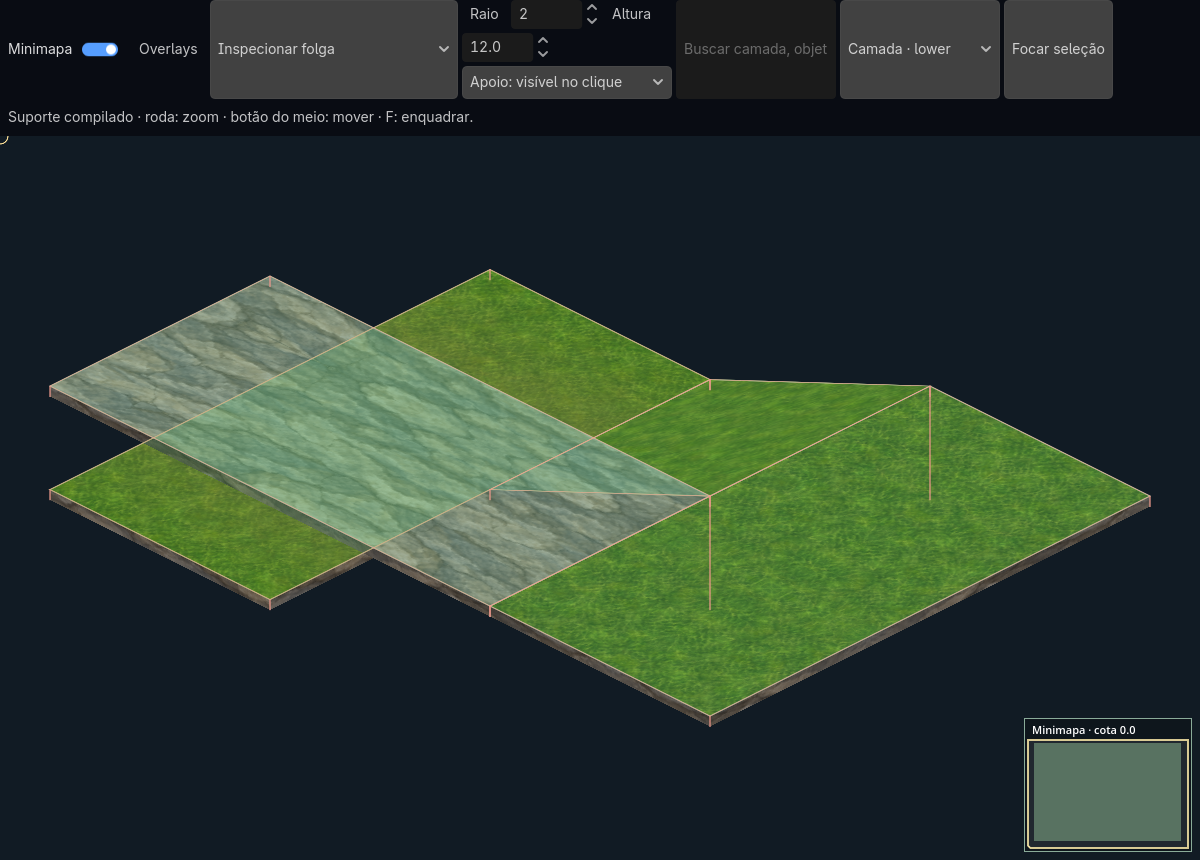 Minimapa
Overlays
Inspecionar folga
Raio 2 Altura
12.0
Apoio: visível no clique
Buscar camada, objet
Camada · lower
Focar seleção
Suporte compilado · roda: zoom · botão do meio: mover · F: enquadrar.
Minimapa · cota 0.0